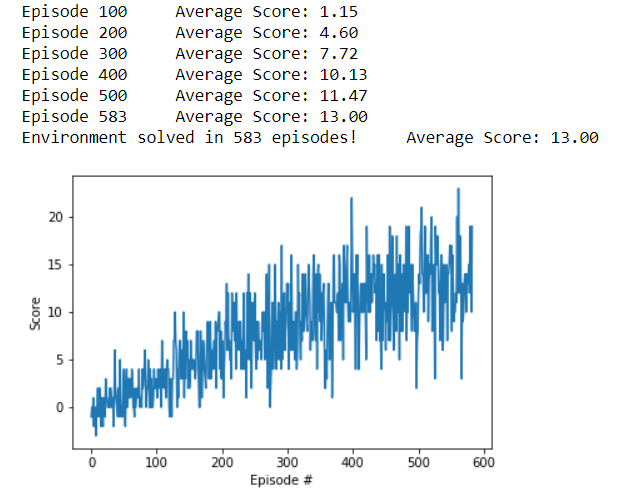 Episode 100 Average Score: 1.15
Episode 200 Average Score: 4.60
Episode 300 Average Score: 7.72
Episode 400 Average Score: 10.13
Episode 500 Average Score: 11.47
Episode 583 Average Score: 13.00
Environment solved in 583 episodes! Average Score: 13.00
20
15
10
5
0
Score
0 100 200 300 400 500 600
Episode #